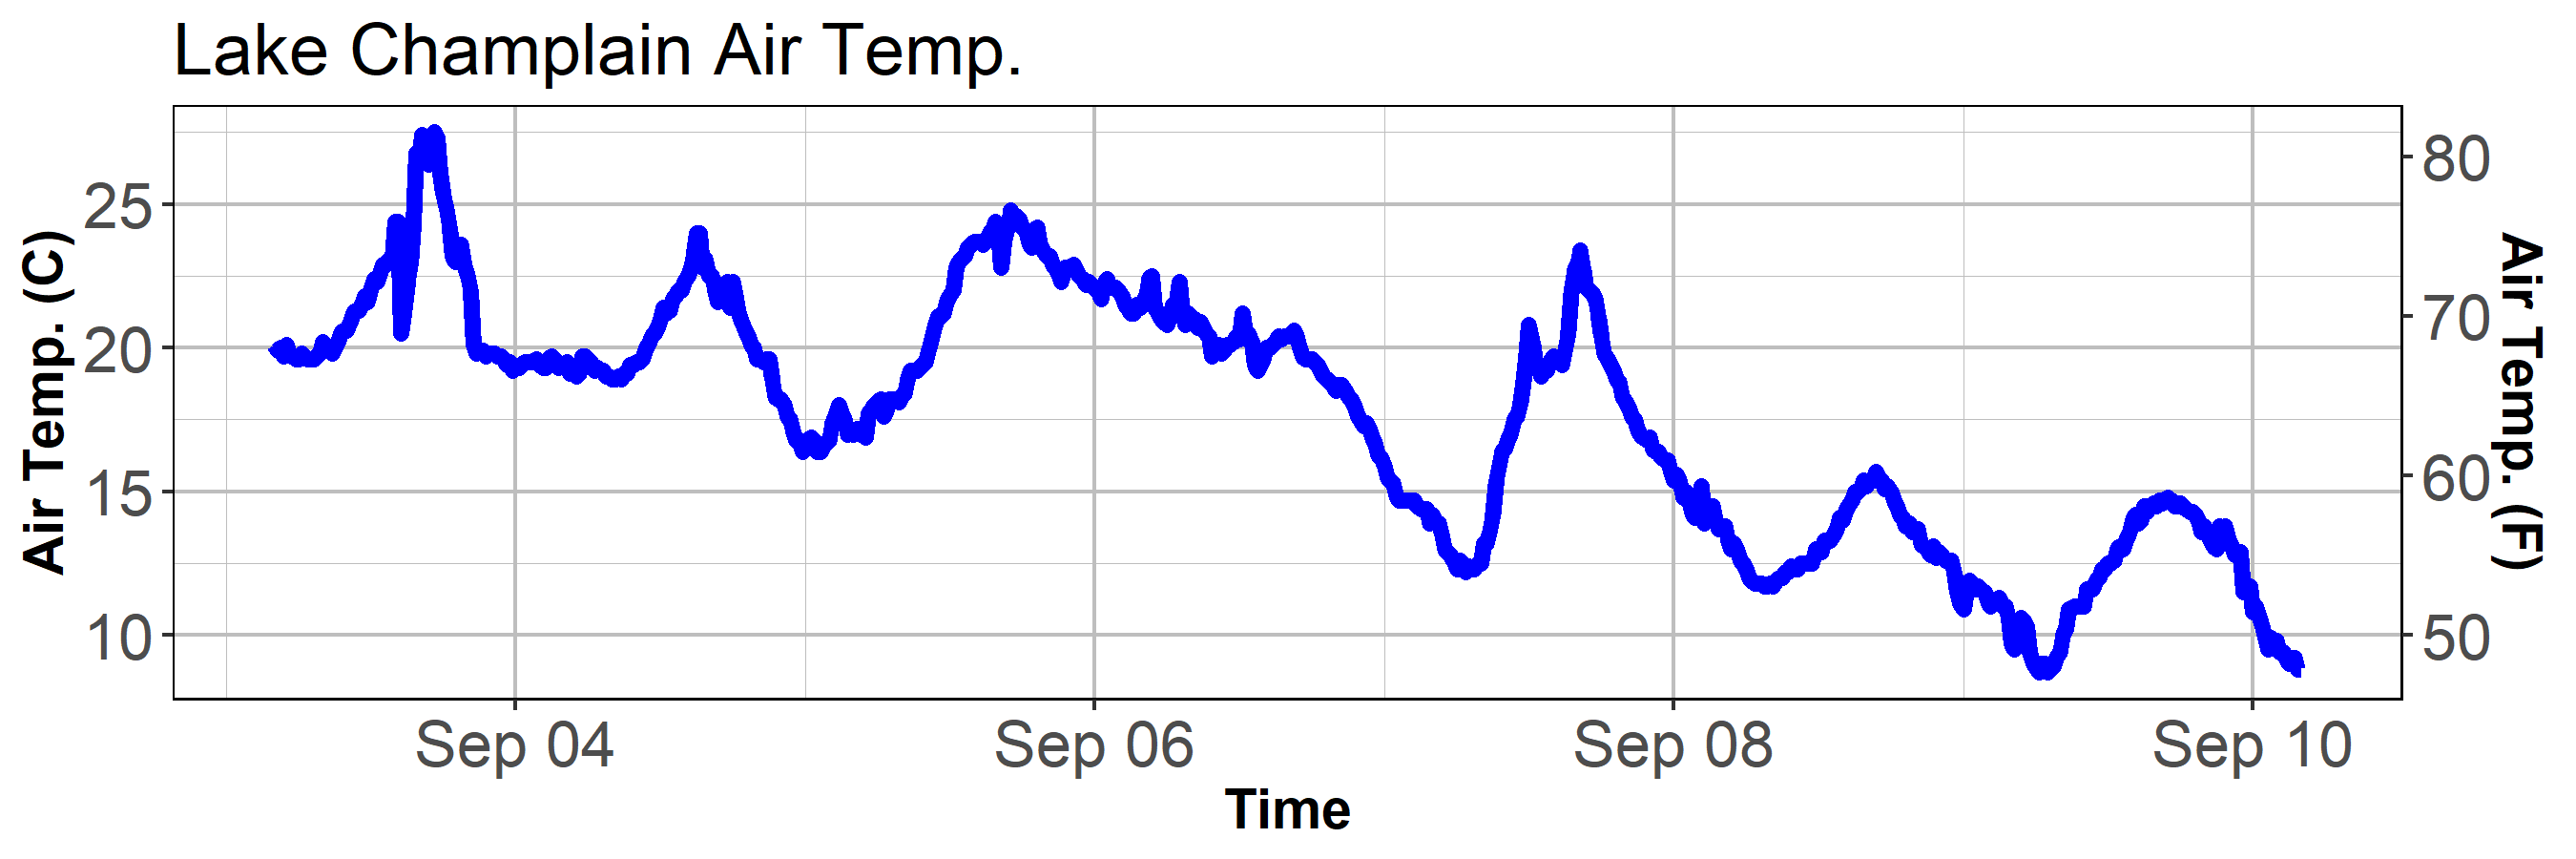 Lake Champlain Air Temp.
Air Temp. (C)
25
20
15
10
80
70
60
50
Air Temp. (F)
Sep 04
Sep 06
Sep 08
Sep 10
Time